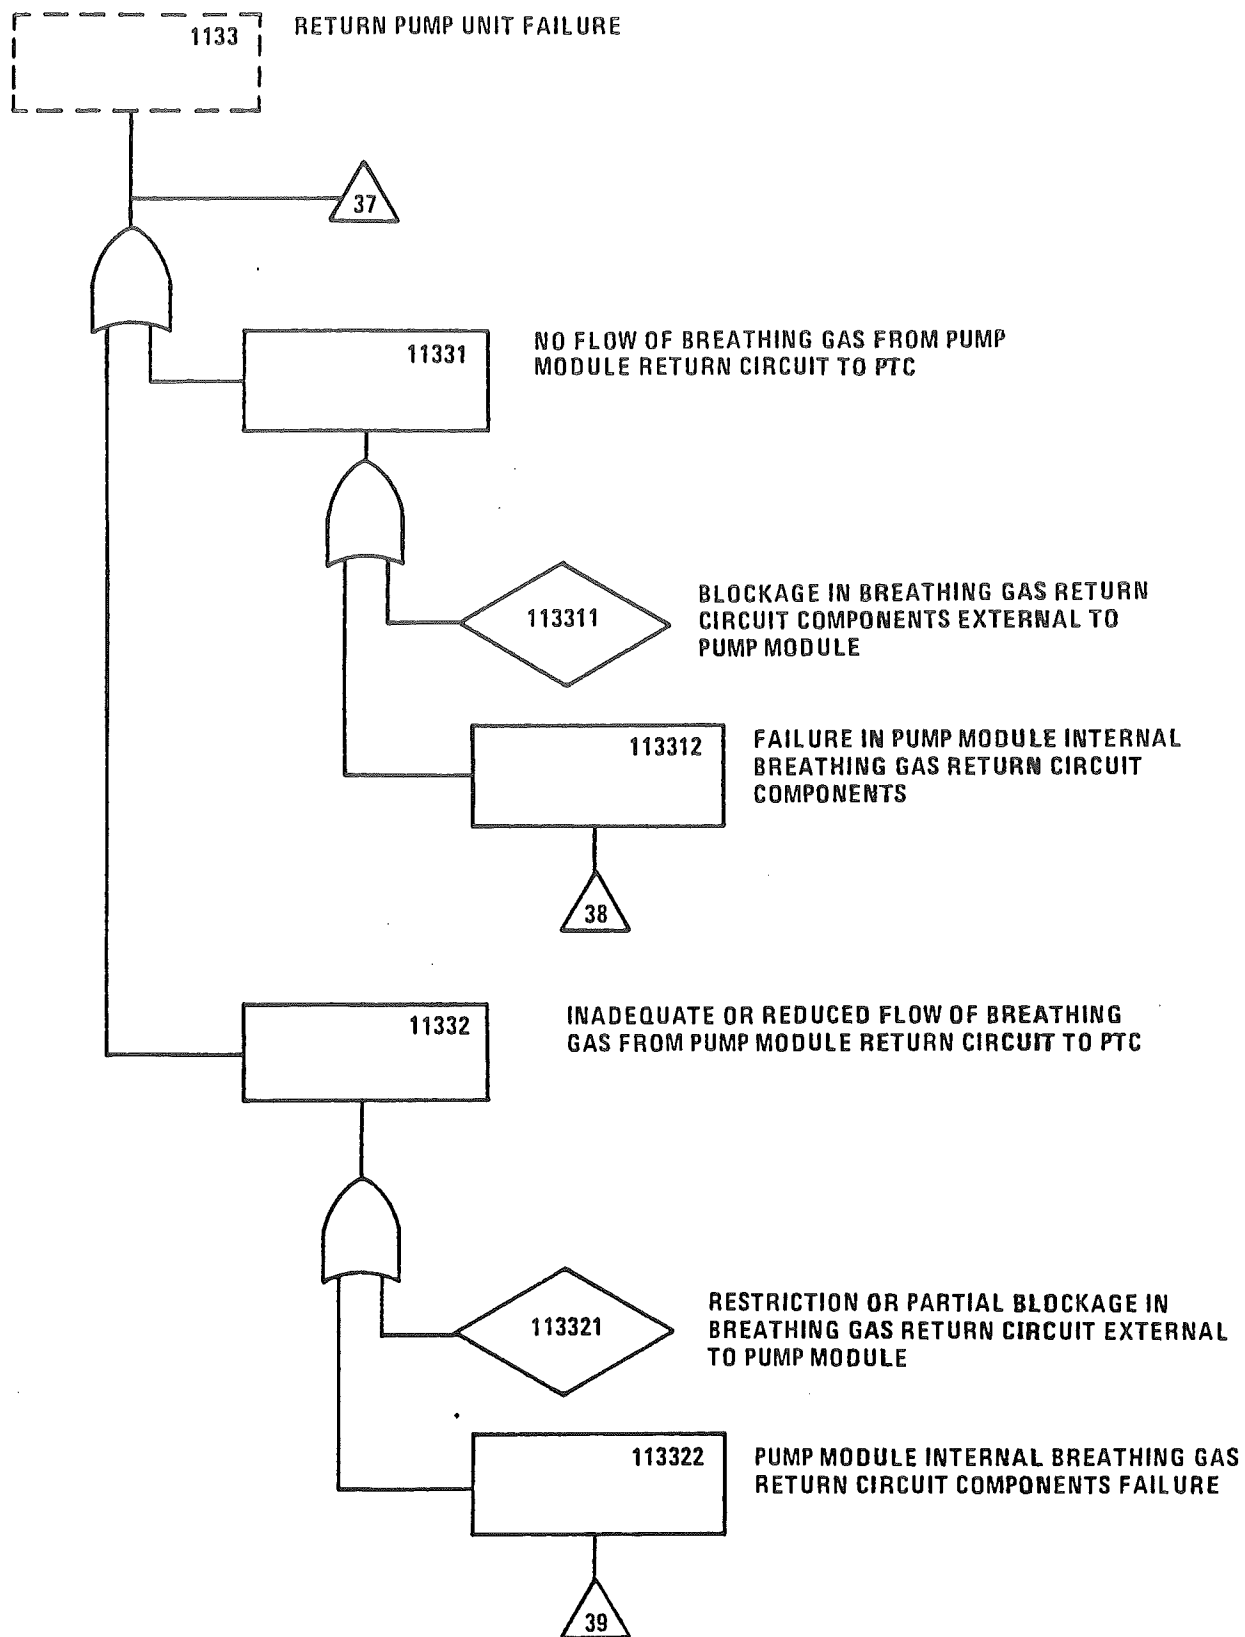 1133
RETURN PUMP UNIT FAILURE
37
11331
NO FLOW OF BREATHING GAS FROM PUMP
MODULE RETURN CIRCUIT TO PTC
113311
BLOCKAGE IN BREATHING GAS RETURN
CIRCUIT COMPONENTS EXTERNAL TO
PUMP MODULE
113312
FAILURE IN PUMP MODULE INTERNAL
BREATHING GAS RETURN CIRCUIT
COMPONENTS
38
11332
INADEQUATE OR REDUCED FLOW OF BREATHING
GAS FROM PUMP MODULE RETURN CIRCUIT TO PTC
113321
RESTRICTION OR PARTIAL BLOCKAGE IN
BREATHING GAS RETURN CIRCUIT EXTERNAL
TO PUMP MODULE
113322
PUMP MODULE INTERNAL BREATHING GAS
RETURN CIRCUIT COMPONENTS FAILURE
39